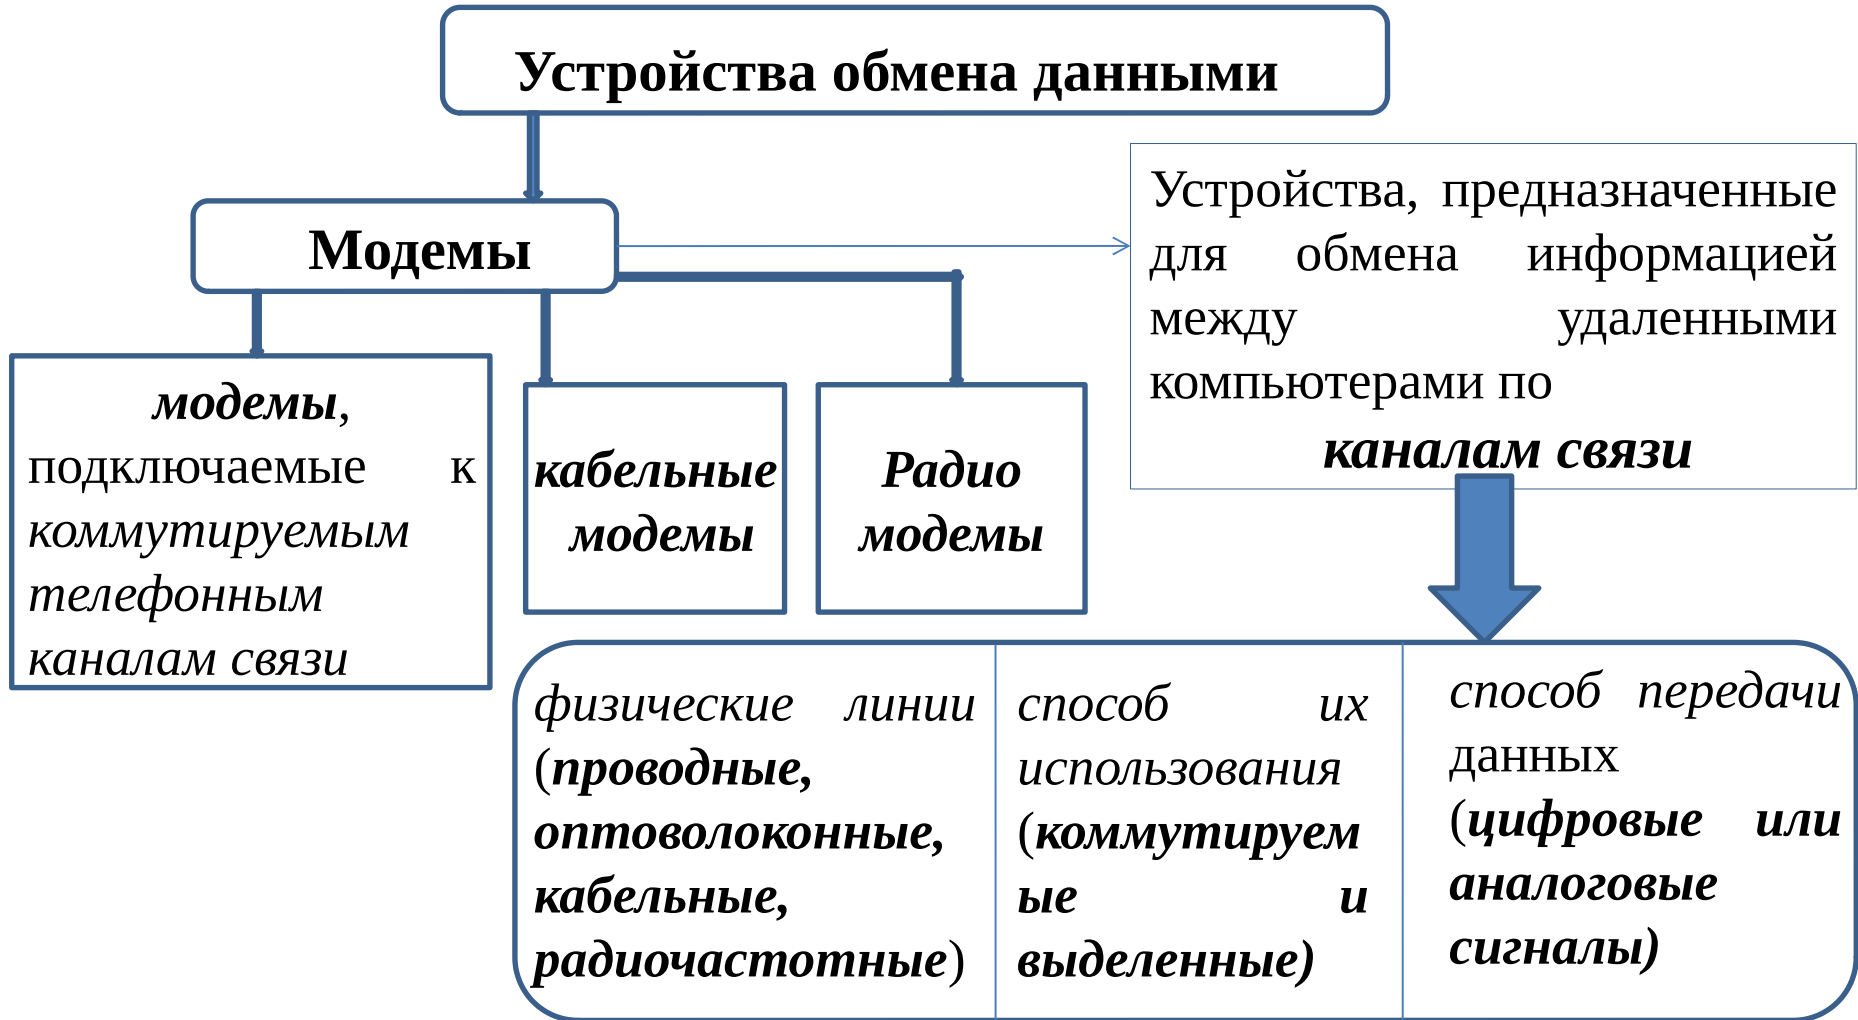 Устройства обмена данными
Модемы
Устройства, предназначенные
для обмена информацией
между удаленными
компьютерами по
каналам связи
модемы,
подключаемые к
коммутируемым
телефонным
каналам связи
кабельные
модемы
Радио
модемы
физические линии
(проводные,
оптоволоконные,
кабельные,
радиочастотные)
способ их
использования
(коммутируем
ые и
выделенные)
способ передачи
данных
(цифровые или
аналоговые
сигналы)